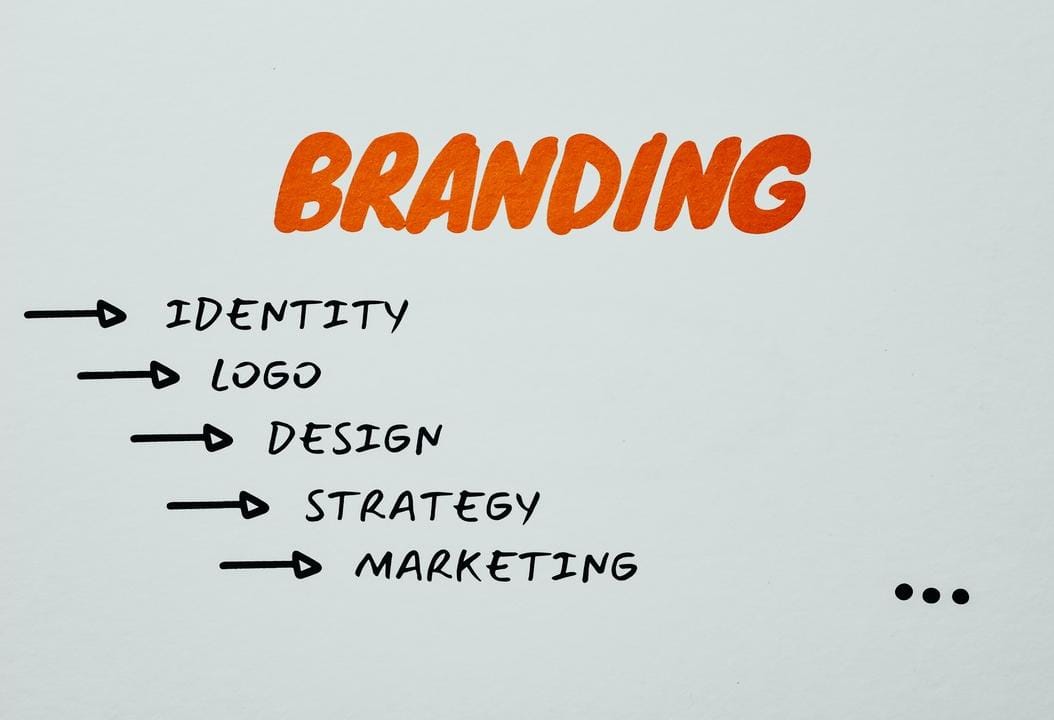 BRANDING
IDENTITY
LOGO
DESIGN
STRATEGY
MARKETING
...